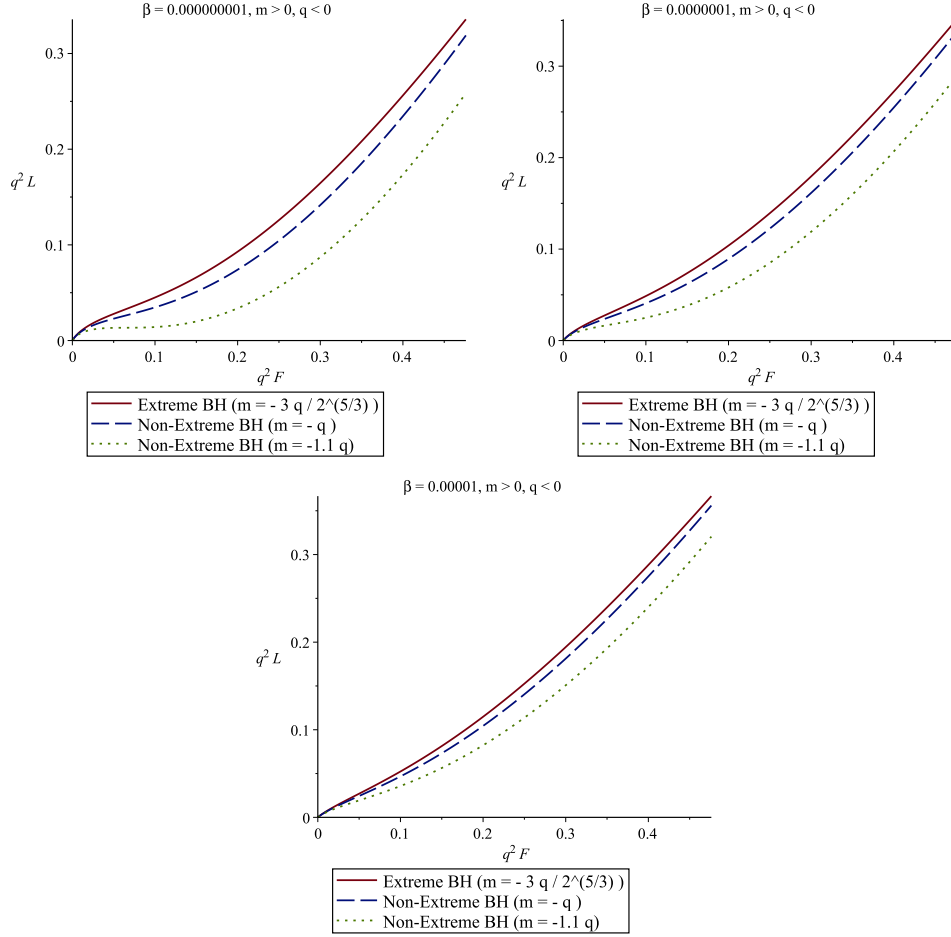 β = 0.000000001, m > 0, q < 0
0.3
0.2
q² L
0.1
0
0 0.1 0.2 0.3 0.4
q² F
Extreme BH (m = - 3 q / 2^(5/3) )
Non-Extreme BH (m = - q )
Non-Extreme BH (m = -1.1 q)
β = 0.0000001, m > 0, q < 0
0.3
0.2
q² L
0.1
0
0 0.1 0.2 0.3 0.4
q² F
Extreme BH (m = - 3 q / 2^(5/3) )
Non-Extreme BH (m = - q )
Non-Extreme BH (m = -1.1 q)
β = 0.00001, m > 0, q < 0
0.3
0.2
q² L
0.1
0
0 0.1 0.2 0.3 0.4
q² F
Extreme BH (m = - 3 q / 2^(5/3) )
Non-Extreme BH (m = - q )
Non-Extreme BH (m = -1.1 q)